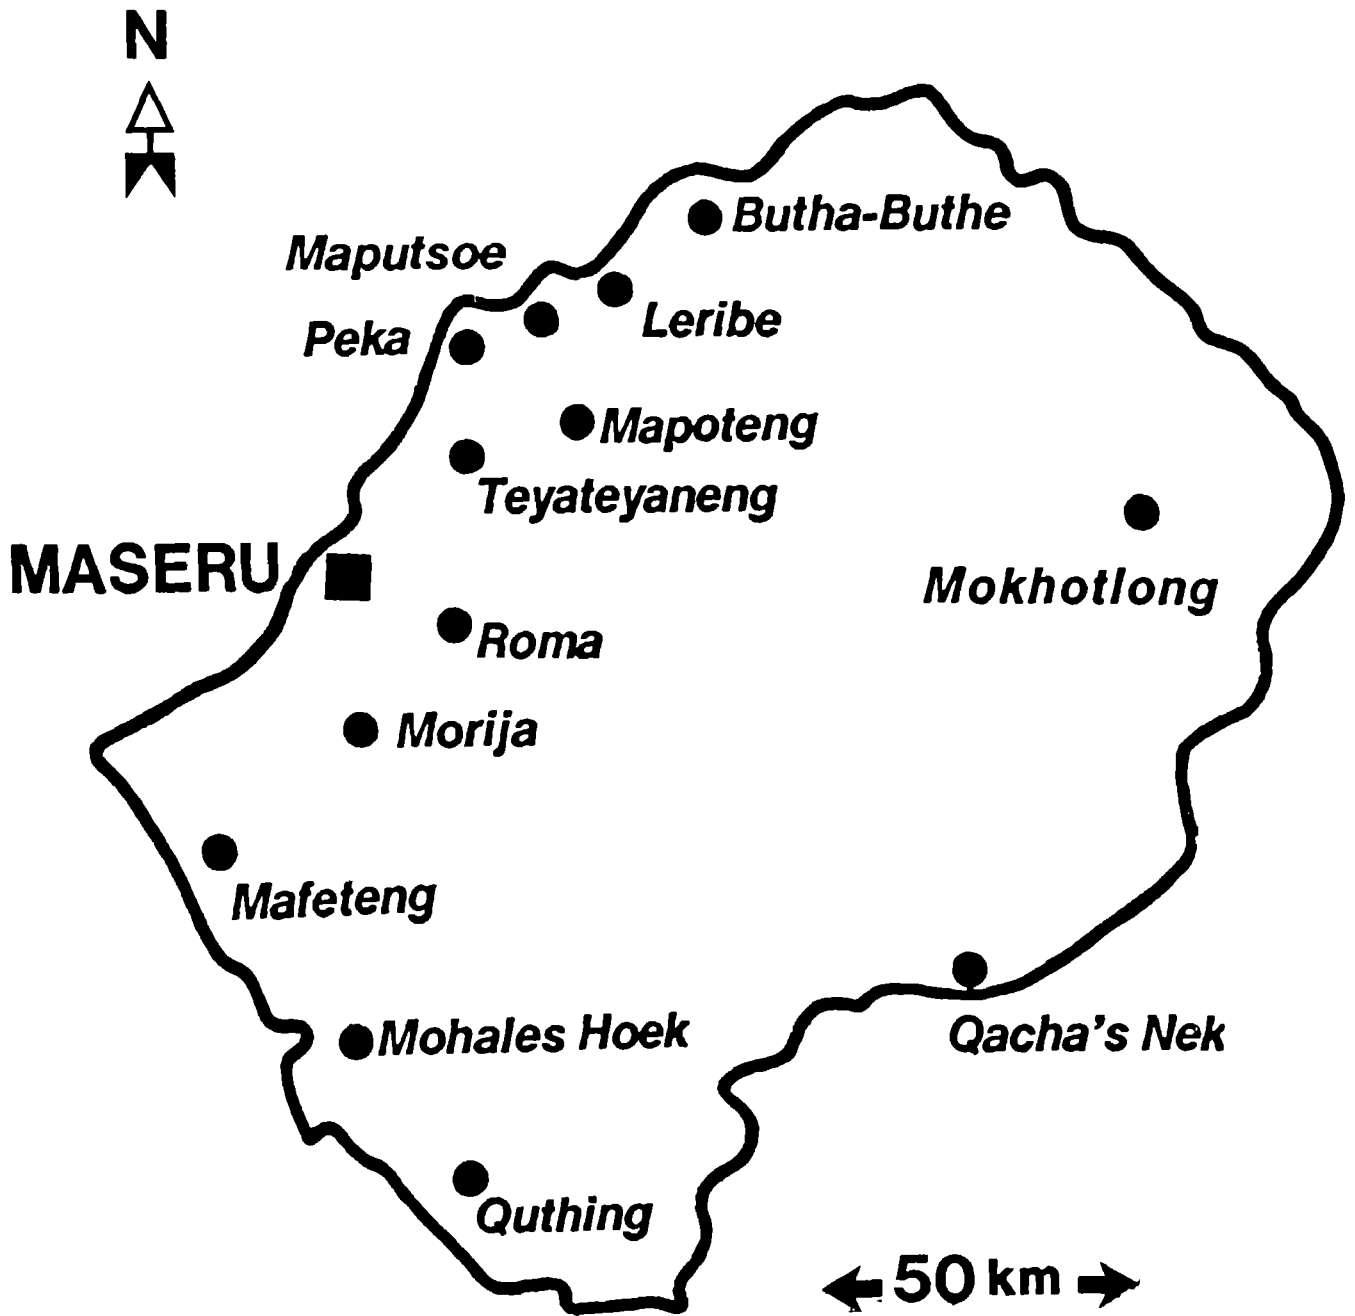 N
Butha-Buthe
Maputsoe
Leribe
Peka
Mapoteng
Teyateyaneng
MASERU
Mokhotlong
Roma
Morija
Mafeteng
Mohales Hoek
Qacha's Nek
Quthing
50 km